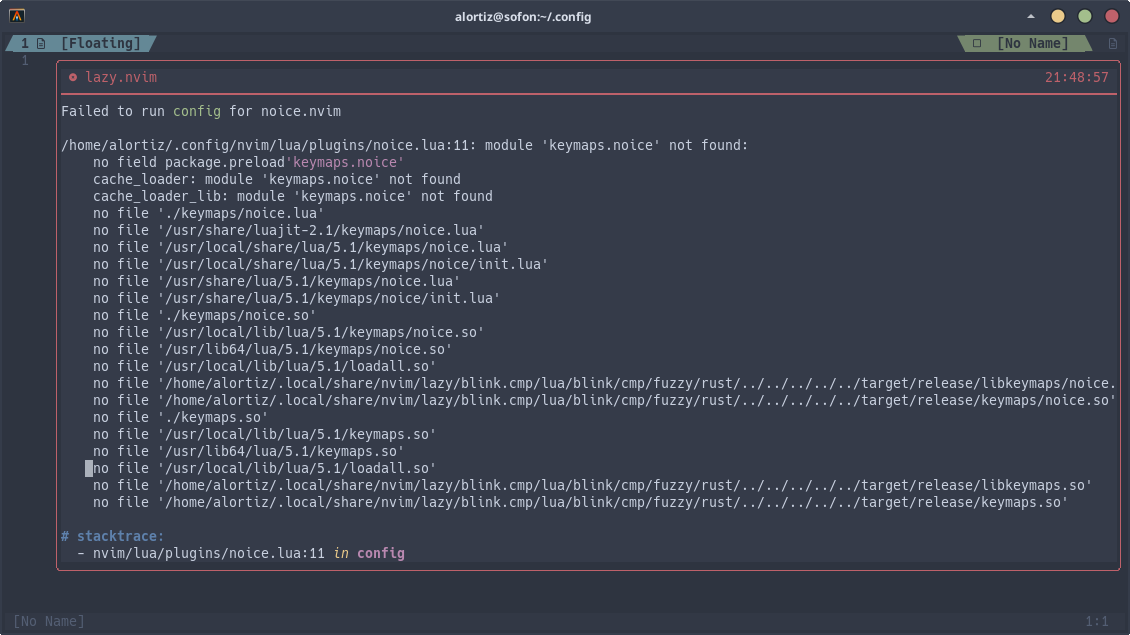 alortiz@sofon:~/.config
1 [Floating]
[No Name]
1
lazy.nvim 21:48:57
Failed to run config for noice.nvim
/home/alortiz/.config/nvim/lua/plugins/noice.lua:11: module 'keymaps.noice' not found:
no field package.preload'keymaps.noice'
cache_loader: module 'keymaps.noice' not found
cache_loader_lib: module 'keymaps.noice' not found
no file './keymaps/noice.lua'
no file '/usr/share/luajit-2.1/keymaps/noice.lua'
no file '/usr/local/share/lua/5.1/keymaps/noice.lua'
no file '/usr/local/share/lua/5.1/keymaps/noice/init.lua'
no file '/usr/share/lua/5.1/keymaps/noice.lua'
no file '/usr/share/lua/5.1/keymaps/noice/init.lua'
no file './keymaps/noice.so'
no file '/usr/local/lib/lua/5.1/keymaps/noice.so'
no file '/usr/lib64/lua/5.1/keymaps/noice.so'
no file '/usr/local/lib/lua/5.1/loadall.so'
no file '/home/alortiz/.local/share/nvim/lazy/blink.cmp/lua/blink/cmp/fuzzy/rust/../../../../../target/release/libkeymaps/noice.
no file '/home/alortiz/.local/share/nvim/lazy/blink.cmp/lua/blink/cmp/fuzzy/rust/../../../../../target/release/keymaps/noice.so'
no file './keymaps.so'
no file '/usr/local/lib/lua/5.1/keymaps.so'
no file '/usr/lib64/lua/5.1/keymaps.so'
no file '/usr/local/lib/lua/5.1/loadall.so'
no file '/home/alortiz/.local/share/nvim/lazy/blink.cmp/lua/blink/cmp/fuzzy/rust/../../../../../target/release/libkeymaps.so'
no file '/home/alortiz/.local/share/nvim/lazy/blink.cmp/lua/blink/cmp/fuzzy/rust/../../../../../target/release/keymaps.so'
# stacktrace:
- nvim/lua/plugins/noice.lua:11 in config
[No Name] 1:1